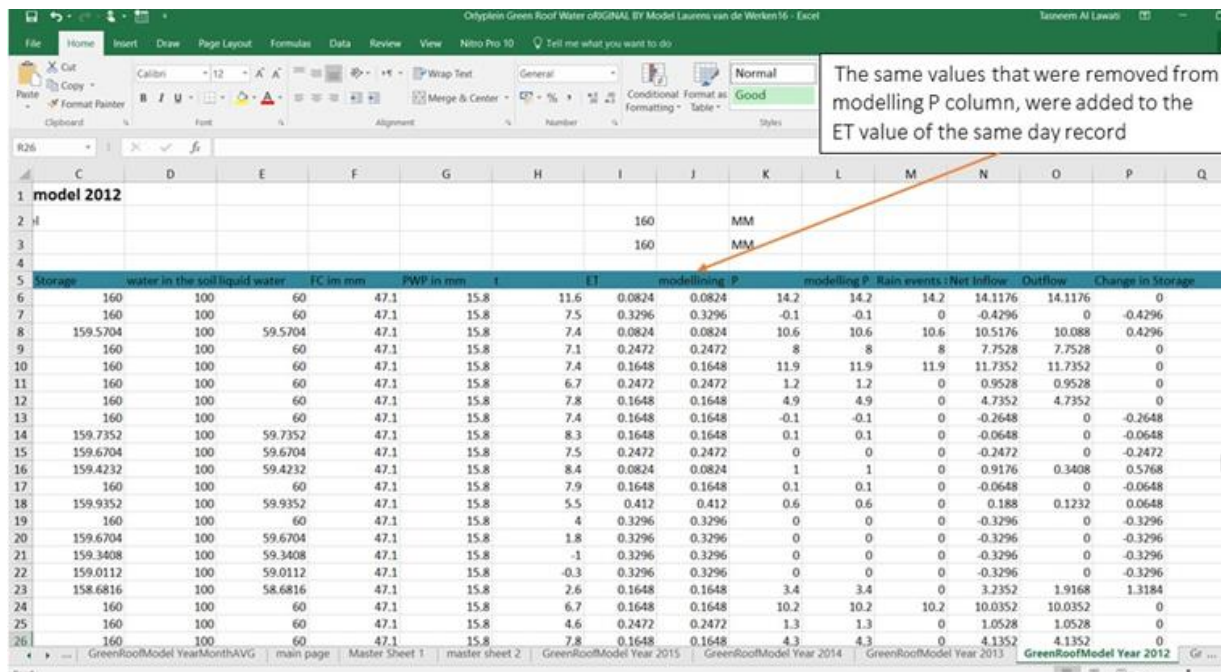 Orlyplein Green Roof Water oRIGINAL BY Model Laurens van de Werken16 - Excel Tasneem Al Lawati
File Home Insert Draw Page Layout Formulas Data Review View Nitro Pro 10 Tell me what you want to do
Cut
Copy
Format Painter
Paste
Calibri 12
B I U
Wrap Text
Merge & Center
General
% ,
Conditional Formatting
Format as Table
Normal
Good
Clipboard Font Alignment Number Styles
The same values that were removed from
modelling P column, were added to the
ET value of the same day record
R26 fx
C D E F G H I J K L M N O P Q
1 model 2012
2 160 MM
3 160 MM
4
5 Storage water in the soil liquid water FC im mm PWP in mm t ET modellining P modelling P Rain events : Net Inflow Outflow Change in Storage
6 160 100 60 47.1 15.8 11.6 0.0824 0.0824 14.2 14.2 14.2 14.1176 14.1176 0
7 160 100 60 47.1 15.8 7.5 0.3296 0.3296 -0.1 -0.1 0 -0.4296 0 -0.4296
8 159.5704 100 59.5704 47.1 15.8 7.4 0.0824 0.0824 10.6 10.6 10.6 10.5176 10.088 0.4296
9 160 100 60 47.1 15.8 7.1 0.2472 0.2472 8 8 8 7.7528 7.7528 0
10 160 100 60 47.1 15.8 7.4 0.1648 0.1648 11.9 11.9 11.9 11.7352 11.7352 0
11 160 100 60 47.1 15.8 6.7 0.2472 0.2472 1.2 1.2 0 0.9528 0.9528 0
12 160 100 60 47.1 15.8 7.8 0.1648 0.1648 4.9 4.9 0 4.7352 4.7352 0
13 160 100 60 47.1 15.8 7.4 0.1648 0.1648 -0.1 -0.1 0 -0.2648 0 -0.2648
14 159.7352 100 59.7352 47.1 15.8 8.3 0.1648 0.1648 0.1 0.1 0 -0.0648 0 -0.0648
15 159.6704 100 59.6704 47.1 15.8 7.5 0.2472 0.2472 0 0 0 -0.2472 0 -0.2472
16 159.4232 100 59.4232 47.1 15.8 8.4 0.0824 0.0824 1 1 0 0.9176 0.3408 0.5768
17 160 100 60 47.1 15.8 7.9 0.1648 0.1648 0.1 0.1 0 -0.0648 0 -0.0648
18 159.9352 100 59.9352 47.1 15.8 5.5 0.412 0.412 0.6 0.6 0 0.188 0.1232 0.0648
19 160 100 60 47.1 15.8 4 0.3296 0.3296 0 0 0 -0.3296 0 -0.3296
20 159.6704 100 59.6704 47.1 15.8 1.8 0.3296 0.3296 0 0 0 -0.3296 0 -0.3296
21 159.3408 100 59.3408 47.1 15.8 -1 0.3296 0.3296 0 0 0 -0.3296 0 -0.3296
22 159.0112 100 59.0112 47.1 15.8 -0.3 0.3296 0.3296 0 0 0 -0.3296 0 -0.3296
23 158.6816 100 58.6816 47.1 15.8 2.6 0.1648 0.1648 3.4 3.4 0 3.2352 1.9168 1.3184
24 160 100 60 47.1 15.8 6.7 0.1648 0.1648 10.2 10.2 10.2 10.0352 10.0352 0
25 160 100 60 47.1 15.8 4.6 0.2472 0.2472 1.3 1.3 0 1.0528 1.0528 0
26 160 100 60 47.1 15.8 7.8 0.1648 0.1648 4.3 4.3 0 4.1352 4.1352 0
... GreenRoofModel YearMonthAVG main page Master Sheet 1 master sheet 2 GreenRoofModel Year 2015 GreenRoofModel Year 2014 GreenRoofModel Year 2013 GreenRoofModel Year 2012 Gr ...